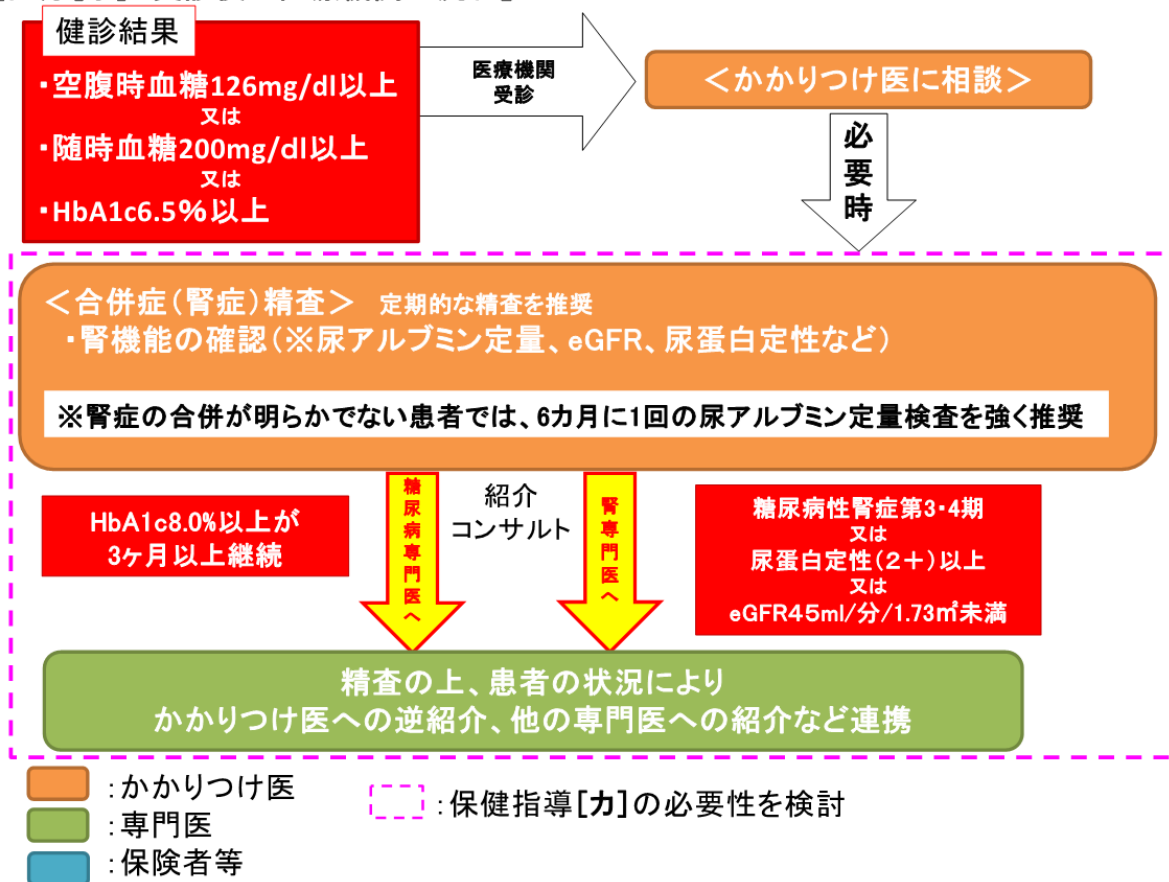 健診結果
・空腹時血糖126mg/dl以上
又は
・随時血糖200mg/dl以上
又は
・HbA1c6.5%以上
医療機関
受診
＜かかりつけ医に相談＞
必要時
＜合併症（腎症）精査＞　定期的な精査を推奨
・腎機能の確認（※尿アルブミン定量、eGFR、尿蛋白定性など）
※腎症の合併が明らかでない患者では、6カ月に1回の尿アルブミン定量検査を強く推奨
HbA1c8.0%以上が
3ヶ月以上継続
糖尿病専門医へ
紹介
コンサルト
腎専門医へ
糖尿病性腎症第3・4期
又は
尿蛋白定性（2＋）以上
又は
eGFR45ml/分/1.73㎡未満
精査の上、患者の状況により
かかりつけ医への逆紹介、他の専門医への紹介など連携
：かかりつけ医
：専門医
：保険者等
：保健指導[カ]の必要性を検討